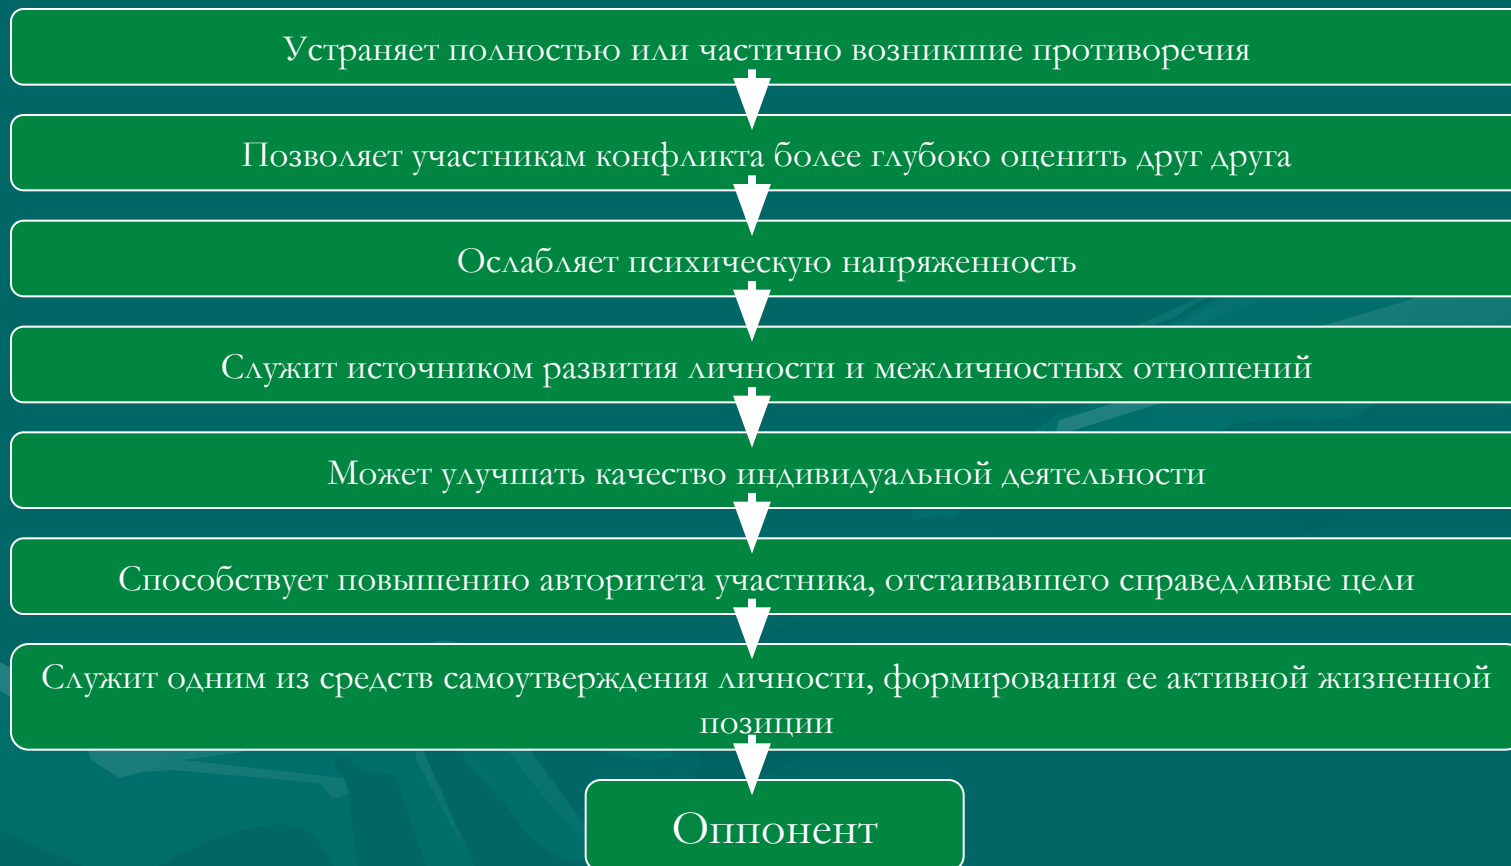 Устраняет полностью или частично возникшие противоречия
Позволяет участникам конфликта более глубоко оценить друг друга
Ослабляет психическую напряженность
Служит источником развития личности и межличностных отношений
Может улучшать качество индивидуальной деятельности
Способствует повышению авторитета участника, отстаивавшего справедливые цели
Служит одним из средств самоутверждения личности, формирования ее активной жизненной
позиции
Оппонент